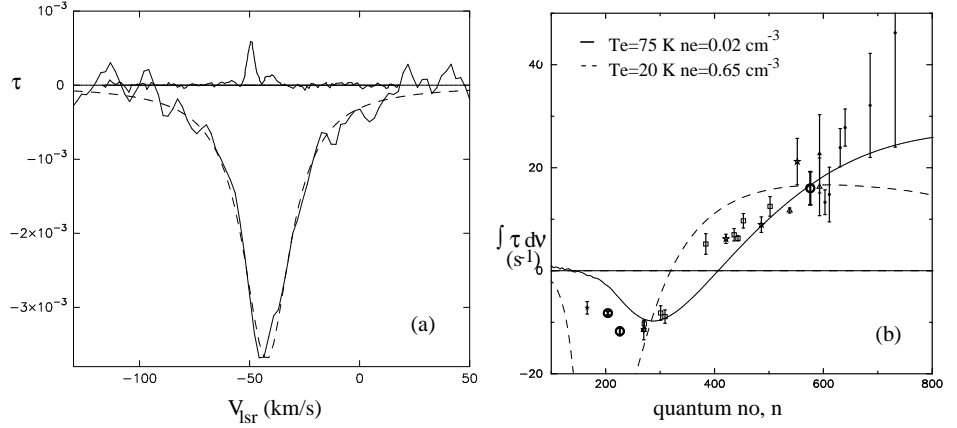 10⁻³
τ
0
−10⁻³
−2×10⁻³
−3×10⁻³
(a)
−100
−50
0
50
V_lsr (km/s)
Te=75 K ne=0.02 cm⁻³
Te=20 K ne=0.65 cm⁻³
40
20
∫ τ dν
(s⁻¹)
0
−20
(b)
200
400
600
800
quantum no, n